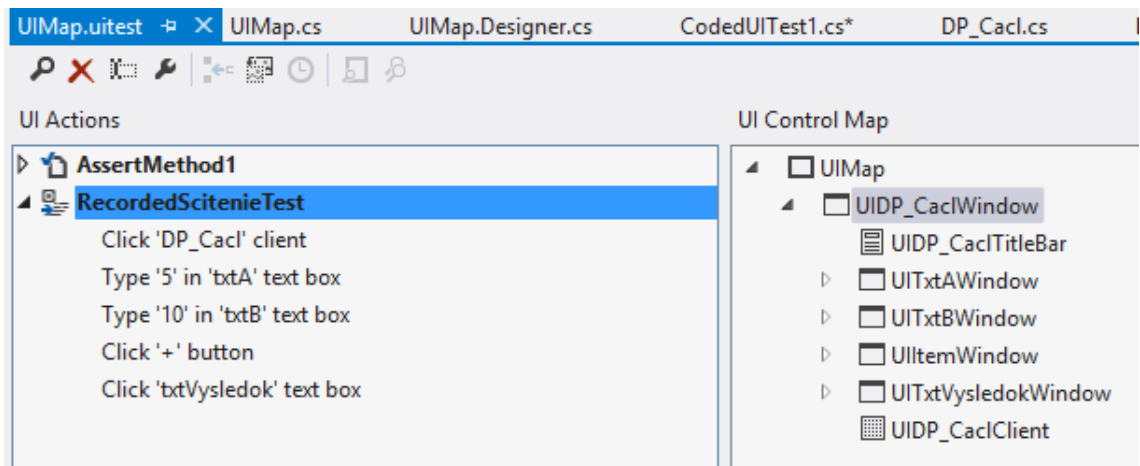 UIMap.uitest UIMap.cs UIMap.Designer.cs CodedUITest1.cs* DP_Cacl.cs
UI Actions
AssertMethod1
RecordedScitenieTest
Click 'DP_Cacl' client
Type '5' in 'txtA' text box
Type '10' in 'txtB' text box
Click '+' button
Click 'txtVysledok' text box
UI Control Map
UIMap
UIDP_CaclWindow
UIDP_CaclTitleBar
UITxtAWindow
UITxtBWindow
UIItemWindow
UITxtVysledokWindow
UIDP_CaclClient